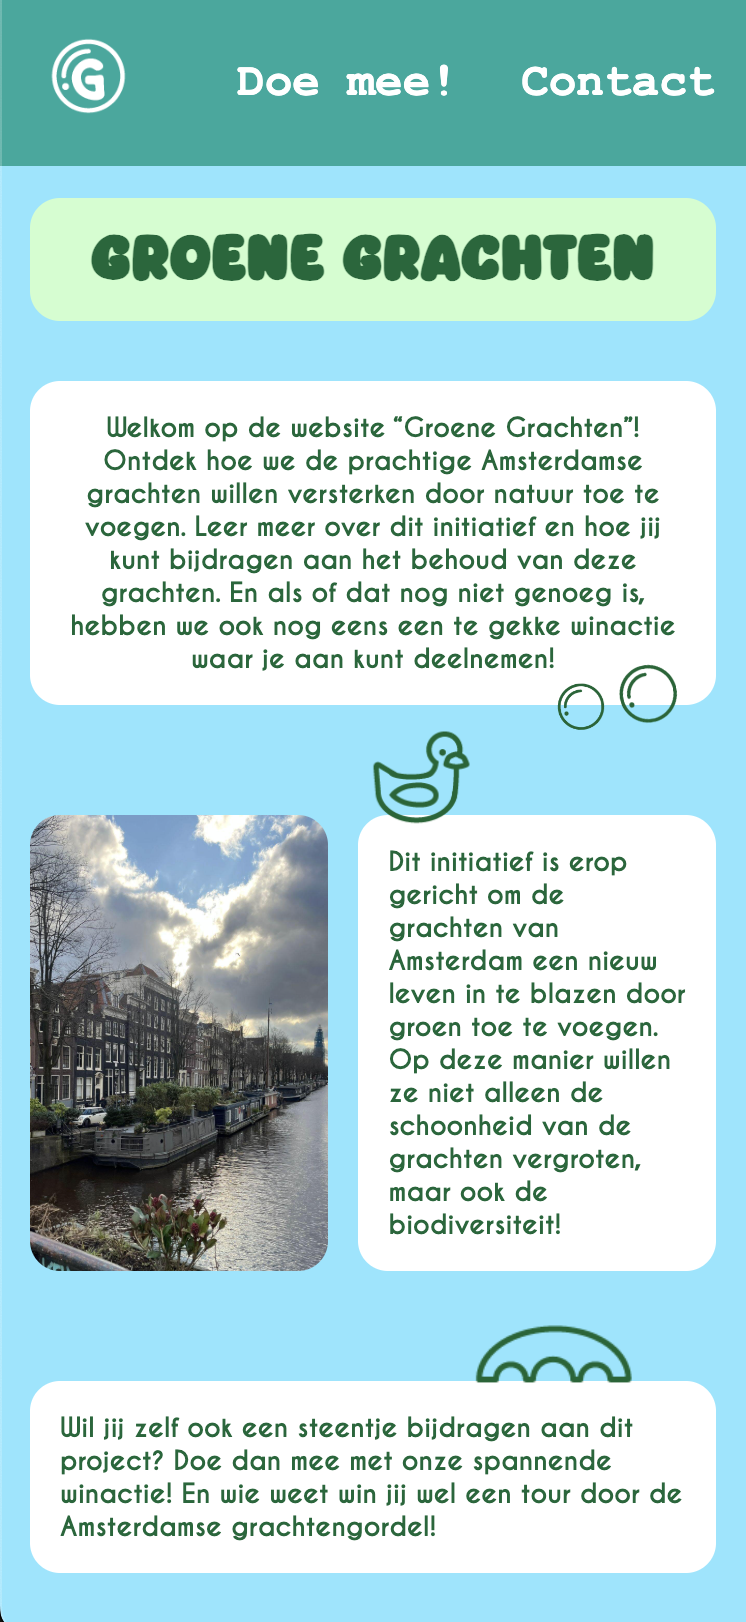 G
Doe mee! Contact
GROENE GRACHTEN
Welkom op de website “Groene Grachten”!
Ontdek hoe we de prachtige Amsterdamse
grachten willen versterken door natuur toe te
voegen. Leer meer over dit initiatief en hoe jij
kunt bijdragen aan het behoud van deze
grachten. En als of dat nog niet genoeg is,
hebben we ook nog eens een te gekke winactie
waar je aan kunt deelnemen!
Dit initiatief is erop
gericht om de
grachten van
Amsterdam een nieuw
leven in te blazen door
groen toe te voegen.
Op deze manier willen
ze niet alleen de
schoonheid van de
grachten vergroten,
maar ook de
biodiversiteit!
Wil jij zelf ook een steentje bijdragen aan dit
project? Doe dan mee met onze spannende
winactie! En wie weet win jij wel een tour door de
Amsterdamse grachtengordel!